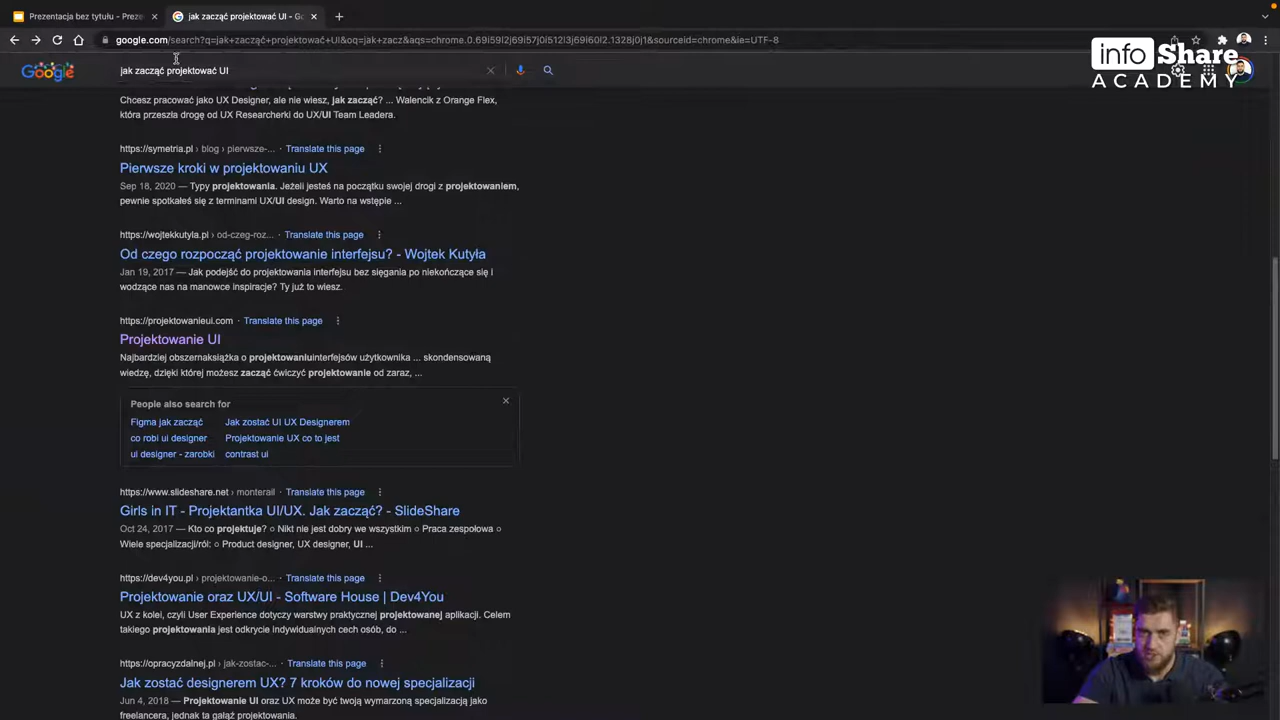 Prezentacja bez tytułu - Preze
jak zacząć projektować UI - Go
google.com/search?q=jak+zacząć+projektować+UI&oq=jak+zacz&aqs=chrome.0.69i59l2j69i57j0i512l3j69i60l2.1328j0j1&sourceid=chrome&ie=UTF-8
info Share
ACADEMY
Google
jak zacząć projektować UI
Chcesz pracować jako UX Designer, ale nie wiesz, jak zacząć? ... Walencik z Orange Flex,
która przeszła drogę od UX Researcherki do UX/UI Team Leadera.
https://symetria.pl › blog › pierwsze-... · Translate this page
Pierwsze kroki w projektowaniu UX
Sep 18, 2020 — Typy projektowania. Jeżeli jesteś na początku swojej drogi z projektowaniem,
pewnie spotkałeś się z terminami UX/UI design. Warto na wstępie ...
https://wojtekkutyla.pl › od-czeg-roz... · Translate this page
Od czego rozpocząć projektowanie interfejsu? - Wojtek Kutyła
Jan 19, 2017 — Jak podejść do projektowania interfejsu bez sięgania po niekończące się i
wodzące nas na manowce inspiracje? Ty już to wiesz.
https://projektowanieui.com · Translate this page
Projektowanie UI
Najbardziej obszernaksiążka o projektowaniuinterfejsów użytkownika ... skondensowaną
wiedzę, dzięki której możesz zacząć ćwiczyć projektowanie od zaraz, ...
People also search for
Figma jak zacząć Jak zostać UI UX Designerem
co robi ui designer Projektowanie UX co to jest
ui designer - zarobki contrast ui
https://www.slideshare.net › monterail · Translate this page
Girls in IT - Projektantka UI/UX. Jak zacząć? - SlideShare
Oct 24, 2017 — Kto co projektuje? ○ Nikt nie jest dobry we wszystkim ○ Praca zespołowa ○
Wiele specjalizacji/ról: ○ Product designer, UX designer, UI ...
https://dev4you.pl › projektowanie-o... · Translate this page
Projektowanie oraz UX/UI - Software House | Dev4You
UX z kolei, czyli User Experience dotyczy warstwy praktycznej projektowanej aplikacji. Celem
takiego projektowania jest odkrycie indywidualnych cech osób, do ...
https://opracyzdalnej.pl › jak-zostac-... · Translate this page
Jak zostać designerem UX? 7 kroków do nowej specjalizacji
Jun 4, 2018 — Projektowanie UI oraz UX może być twoją wymarzoną specjalizacją jako
freelancera, jednak ta gałąź projektowania.